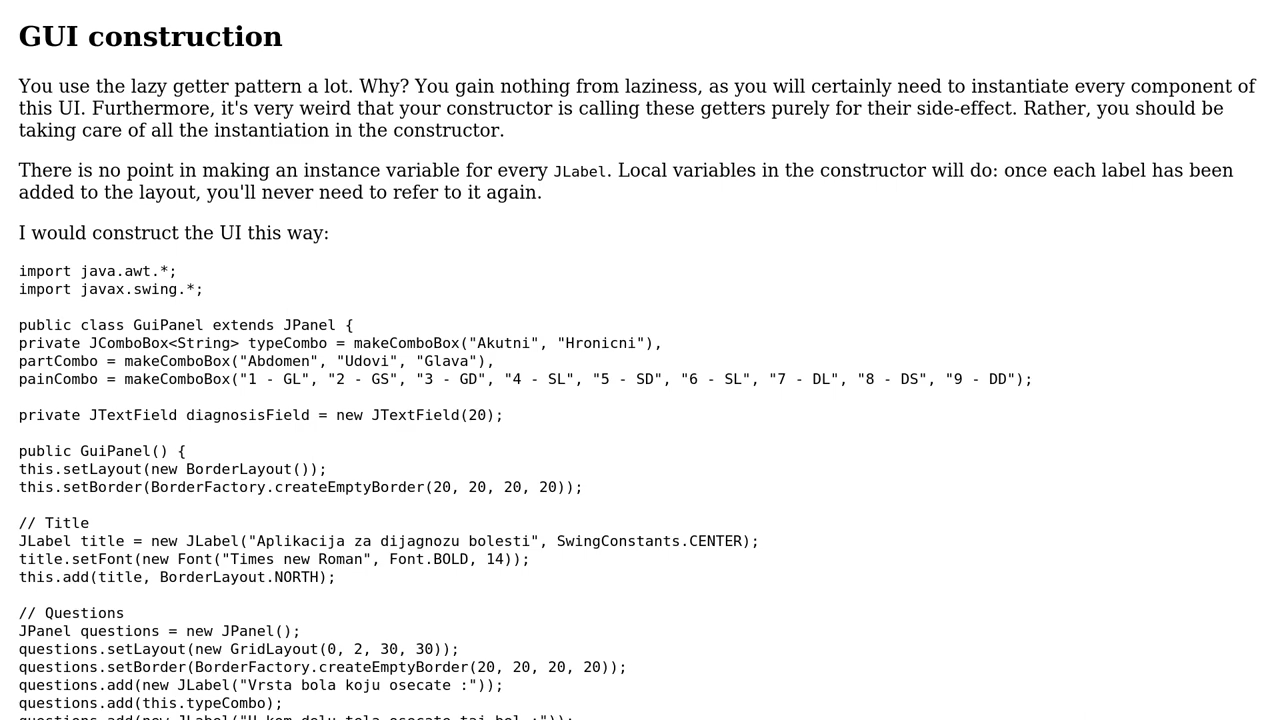 GUI construction
You use the lazy getter pattern a lot. Why? You gain nothing from laziness, as you will certainly need to instantiate every component of
this UI. Furthermore, it's very weird that your constructor is calling these getters purely for their side-effect. Rather, you should be
taking care of all the instantiation in the constructor.
There is no point in making an instance variable for every JLabel. Local variables in the constructor will do: once each label has been
added to the layout, you'll never need to refer to it again.
I would construct the UI this way:
import java.awt.*;
import javax.swing.*;
public class GuiPanel extends JPanel {
private JComboBox<String> typeCombo = makeComboBox("Akutni", "Hronicni"),
partCombo = makeComboBox("Abdomen", "Udovi", "Glava"),
painCombo = makeComboBox("1 - GL", "2 - GS", "3 - GD", "4 - SL", "5 - SD", "6 - SL", "7 - DL", "8 - DS", "9 - DD");
private JTextField diagnosisField = new JTextField(20);
public GuiPanel() {
this.setLayout(new BorderLayout());
this.setBorder(BorderFactory.createEmptyBorder(20, 20, 20, 20));
// Title
JLabel title = new JLabel("Aplikacija za dijagnozu bolesti", SwingConstants.CENTER);
title.setFont(new Font("Times new Roman", Font.BOLD, 14));
this.add(title, BorderLayout.NORTH);
// Questions
JPanel questions = new JPanel();
questions.setLayout(new GridLayout(0, 2, 30, 30));
questions.setBorder(BorderFactory.createEmptyBorder(20, 20, 20, 20));
questions.add(new JLabel("Vrsta bola koju osecate :"));
questions.add(this.typeCombo);
questions.add(new JLabel("U kom delu tela osecate taj bol :"));